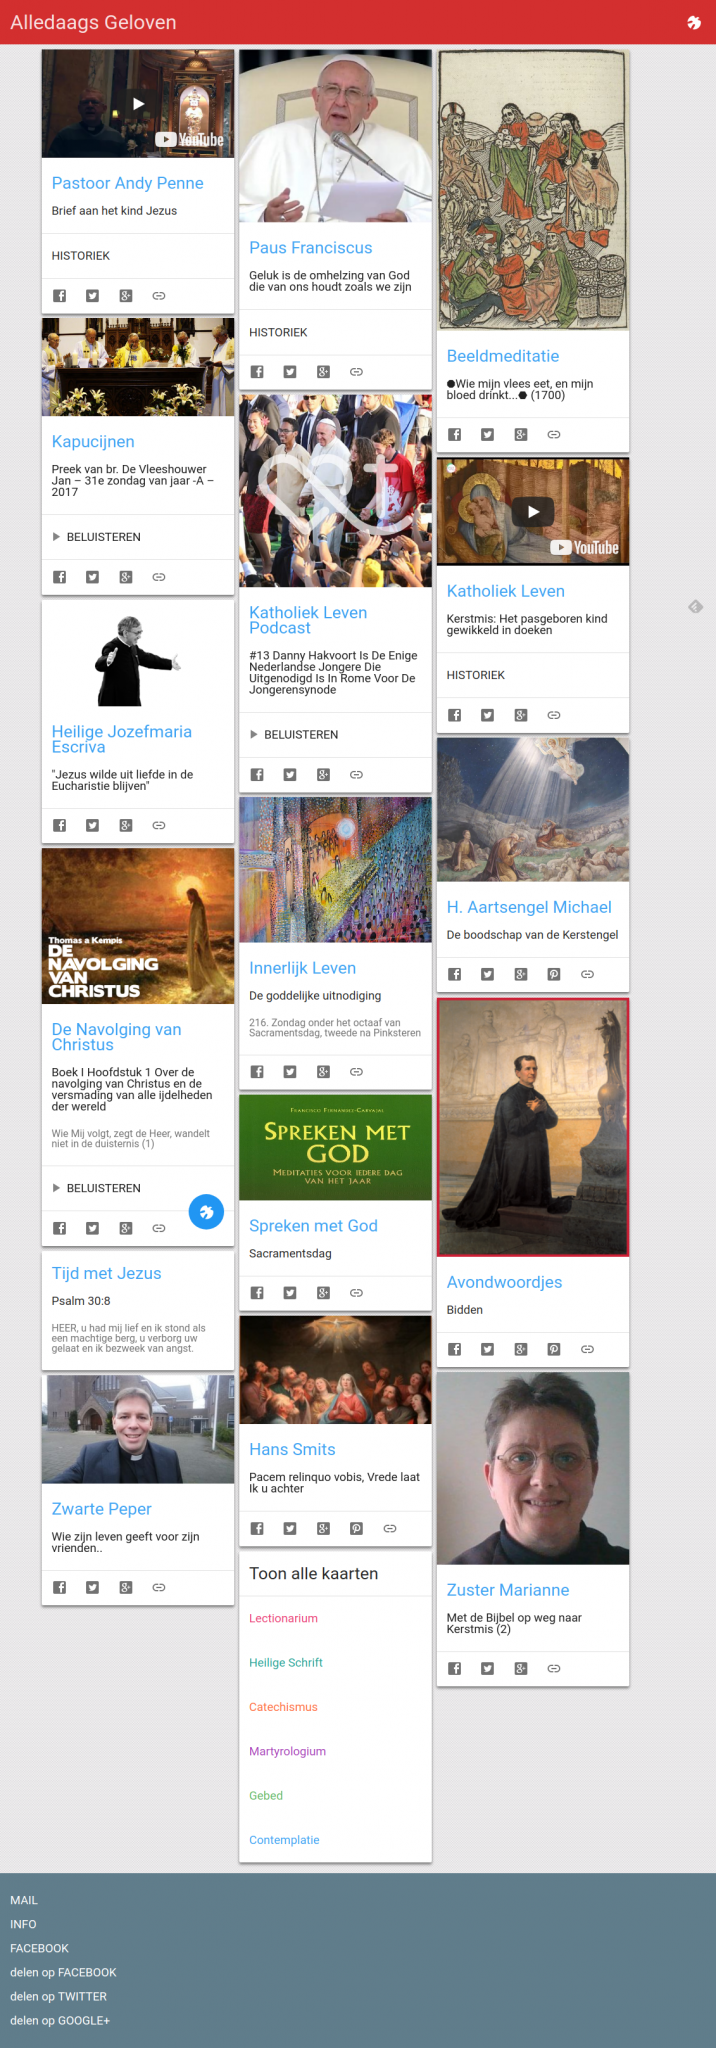 Alledaags Geloven
YouTube
Pastoor Andy Penne
Brief aan het kind Jezus
HISTORIEK
Kapucijnen
Preek van br. De Vleeshouwer
Jan – 31e zondag van jaar -A –
2017
BELUISTEREN
Heilige Jozefmaria
Escriva
"Jezus wilde uit liefde in de
Eucharistie blijven"
Thomas a Kempis
DE
NAVOLGING
VAN
CHRISTUS
De Navolging van
Christus
Boek I Hoofdstuk 1 Over de
navolging van Christus en de
versmading van alle ijdelheden
der wereld
Wie Mij volgt, zegt de Heer, wandelt
niet in de duisternis (1)
BELUISTEREN
Tijd met Jezus
Psalm 30:8
HEER, u had mij lief en ik stond als
een machtige berg, u verborg uw
gelaat en ik bezweek van angst.
Zwarte Peper
Wie zijn leven geeft voor zijn
vrienden..
Paus Franciscus
Geluk is de omhelzing van God
die van ons houdt zoals we zijn
HISTORIEK
Katholiek Leven
Podcast
#13 Danny Hakvoort Is De Enige
Nederlandse Jongere Die
Uitgenodigd Is In Rome Voor De
Jongerensynode
BELUISTEREN
Innerlijk Leven
De goddelijke uitnodiging
216. Zondag onder het octaaf van
Sacramentsdag, tweede na Pinksteren
Francisco Fernandez-Carvajal
SPREKEN MET
GOD
MEDITATIES VOOR IEDERE DAG
VAN HET JAAR
Spreken met God
Sacramentsdag
Hans Smits
Pacem relinquo vobis, Vrede laat
Ik u achter
Toon alle kaarten
Lectionarium
Heilige Schrift
Catechismus
Martyrologium
Gebed
Contemplatie
Beeldmeditatie
●Wie mijn vlees eet, en mijn
bloed drinkt...● (1700)
YouTube
Katholiek Leven
Kerstmis: Het pasgeboren kind
gewikkeld in doeken
HISTORIEK
H. Aartsengel Michael
De boodschap van de Kerstengel
Avondwoordjes
Bidden
Zuster Marianne
Met de Bijbel op weg naar
Kerstmis (2)
MAIL
INFO
FACEBOOK
delen op FACEBOOK
delen op TWITTER
delen op GOOGLE+